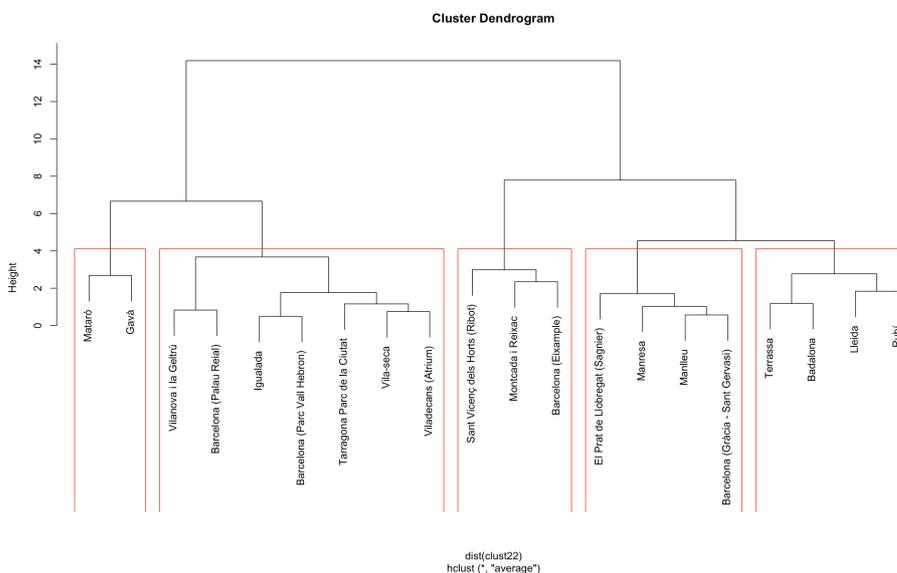 Cluster Dendrogram
14
12
10
8
6
4
2
0
Height
Mataró
Gavà
Vilanova i la Geltrú
Barcelona (Palau Reial)
Igualada
Barcelona (Parc Vall Hebron)
Tarragona Parc de la Ciutat
Vila-seca
Viladecans (Atrium)
Sant Vicenç dels Horts (Ribot)
Montcada i Reixac
Barcelona (Eixample)
El Prat de Llobregat (Sagnier)
Manresa
Manlleu
Barcelona (Gràcia - Sant Gervasi)
Terrassa
Badalona
Lleida
dist(clust22)
hclust (*, "average")